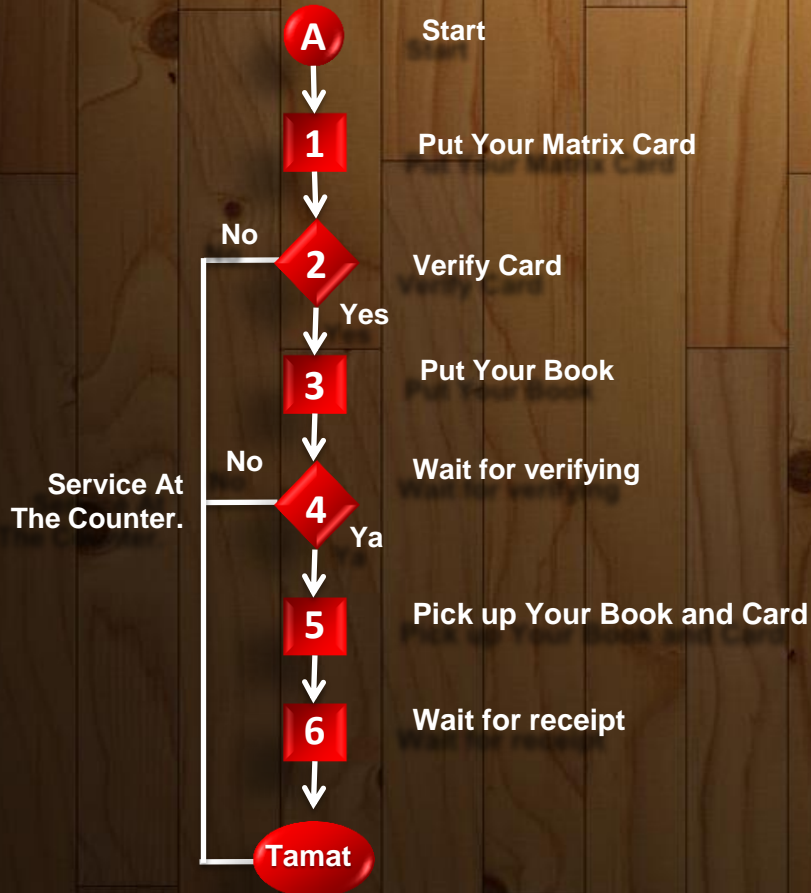 A
Start
1
Put Your Matrix Card
No
2
Verify Card
Yes
3
Put Your Book
No
Wait for verifying
Service At
The Counter.
4
Ya
5
Pick up Your Book and Card
6
Wait for receipt
Tamat